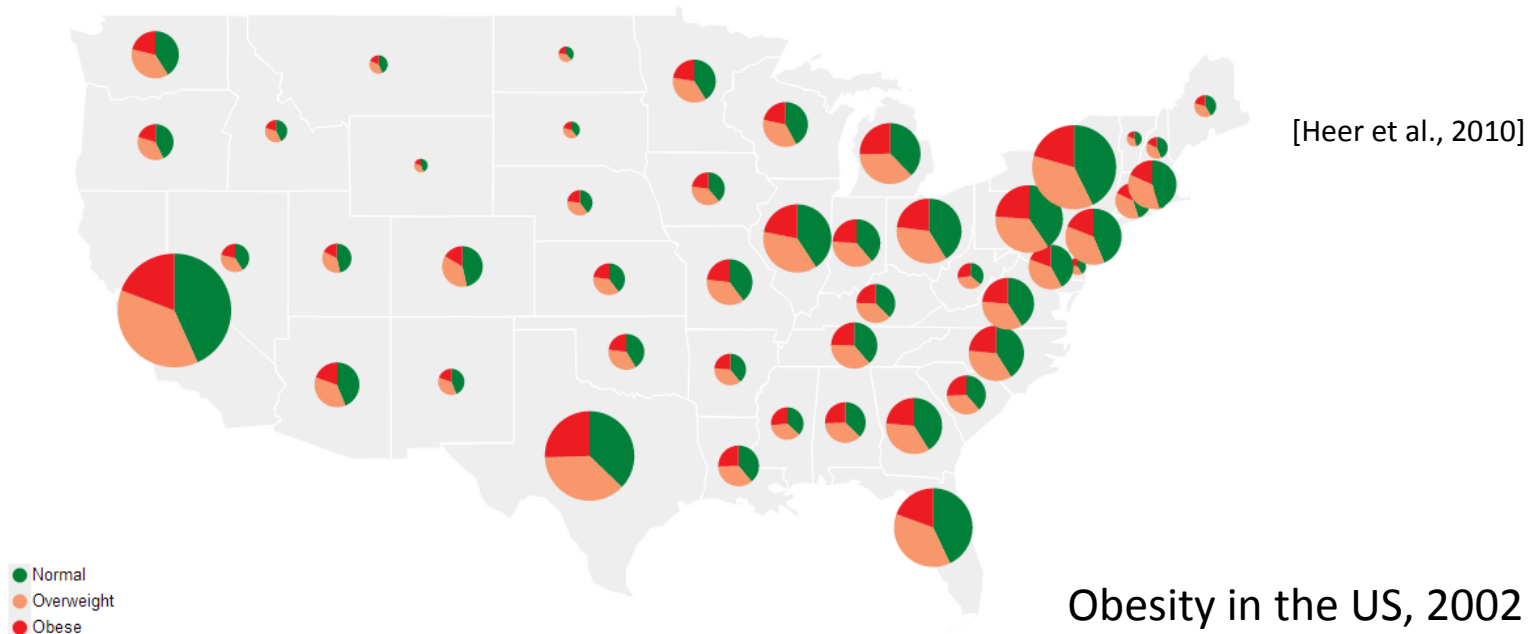 [Heer et al., 2010]
Normal
Overweight
Obese
Obesity in the US, 2002